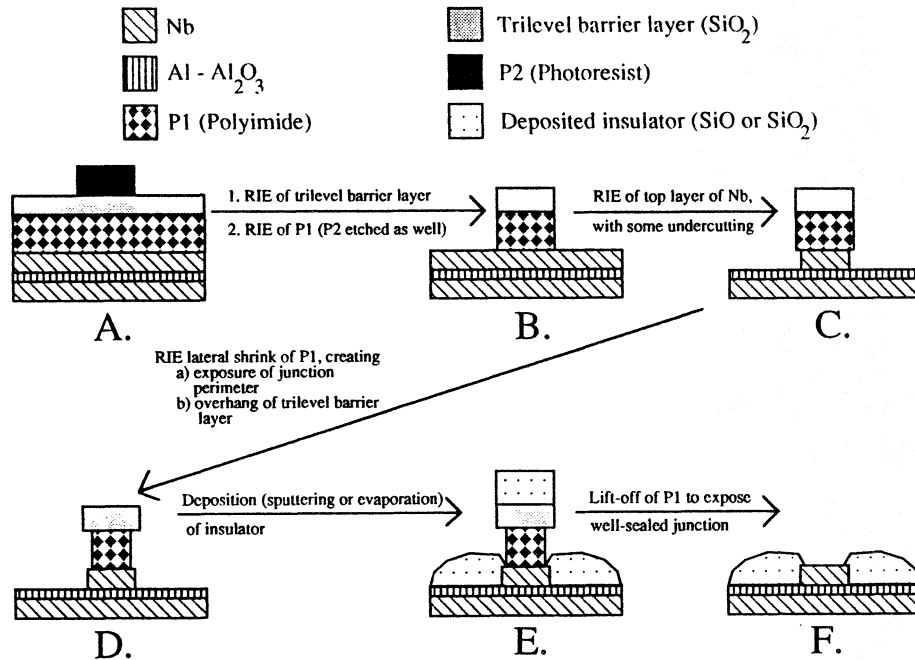 Nb
Al - Al2O3
P1 (Polyimide)
Trilevel barrier layer (SiO2)
P2 (Photoresist)
Deposited insulator (SiO or SiO2)
1. RIE of trilevel barrier layer
2. RIE of P1 (P2 etched as well)
RIE of top layer of Nb,
with some undercutting
A.
B.
C.
RIE lateral shrink of P1, creating
a) exposure of junction
perimeter
b) overhang of trilevel barrier
layer
Deposition (sputtering or evaporation)
of insulator
Lift-off of P1 to expose
well-sealed junction
D.
E.
F.